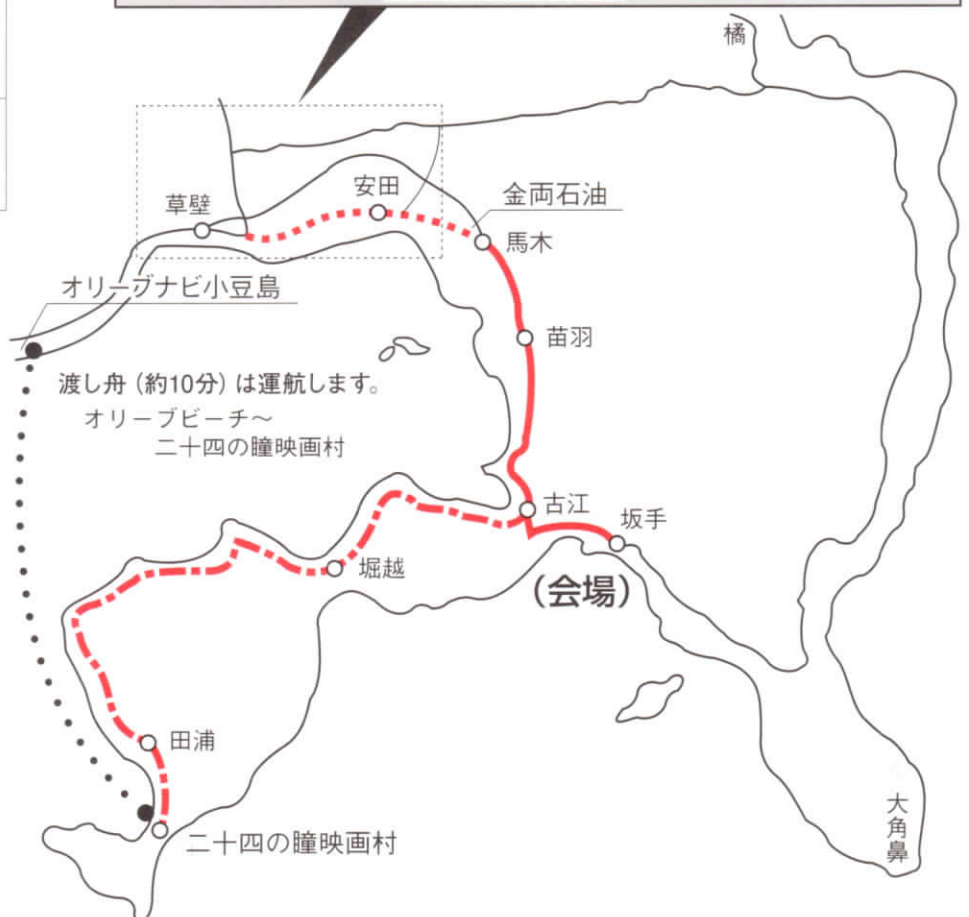 橘
安田
草壁
金両石油
馬木
オリーブナビ小豆島
苗羽
渡し舟（約10分）は運航します。
オリーブビーチ～
二十四の瞳映画村
古江
坂手
堀越
（会場）
田浦
大角鼻
二十四の瞳映画村